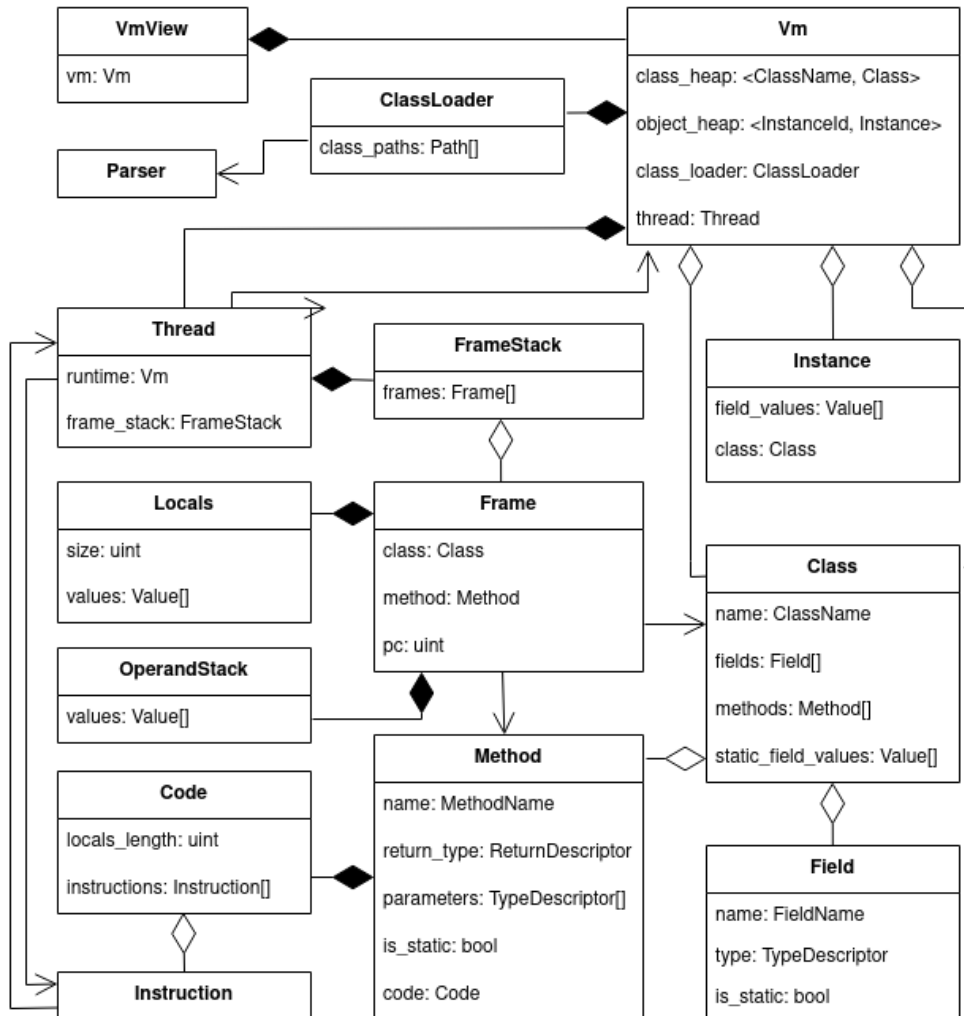 VmView
vm: Vm
Vm
class_heap: <ClassName, Class>
object_heap: <InstanceId, Instance>
class_loader: ClassLoader
thread: Thread
ClassLoader
class_paths: Path[]
Parser
Thread
runtime: Vm
frame_stack: FrameStack
FrameStack
frames: Frame[]
Instance
field_values: Value[]
class: Class
Locals
size: uint
values: Value[]
Frame
class: Class
method: Method
pc: uint
Class
name: ClassName
fields: Field[]
methods: Method[]
static_field_values: Value[]
OperandStack
values: Value[]
Method
name: MethodName
return_type: ReturnDescriptor
parameters: TypeDescriptor[]
is_static: bool
code: Code
Code
locals_length: uint
instructions: Instruction[]
Field
name: FieldName
type: TypeDescriptor
is_static: bool
Instruction